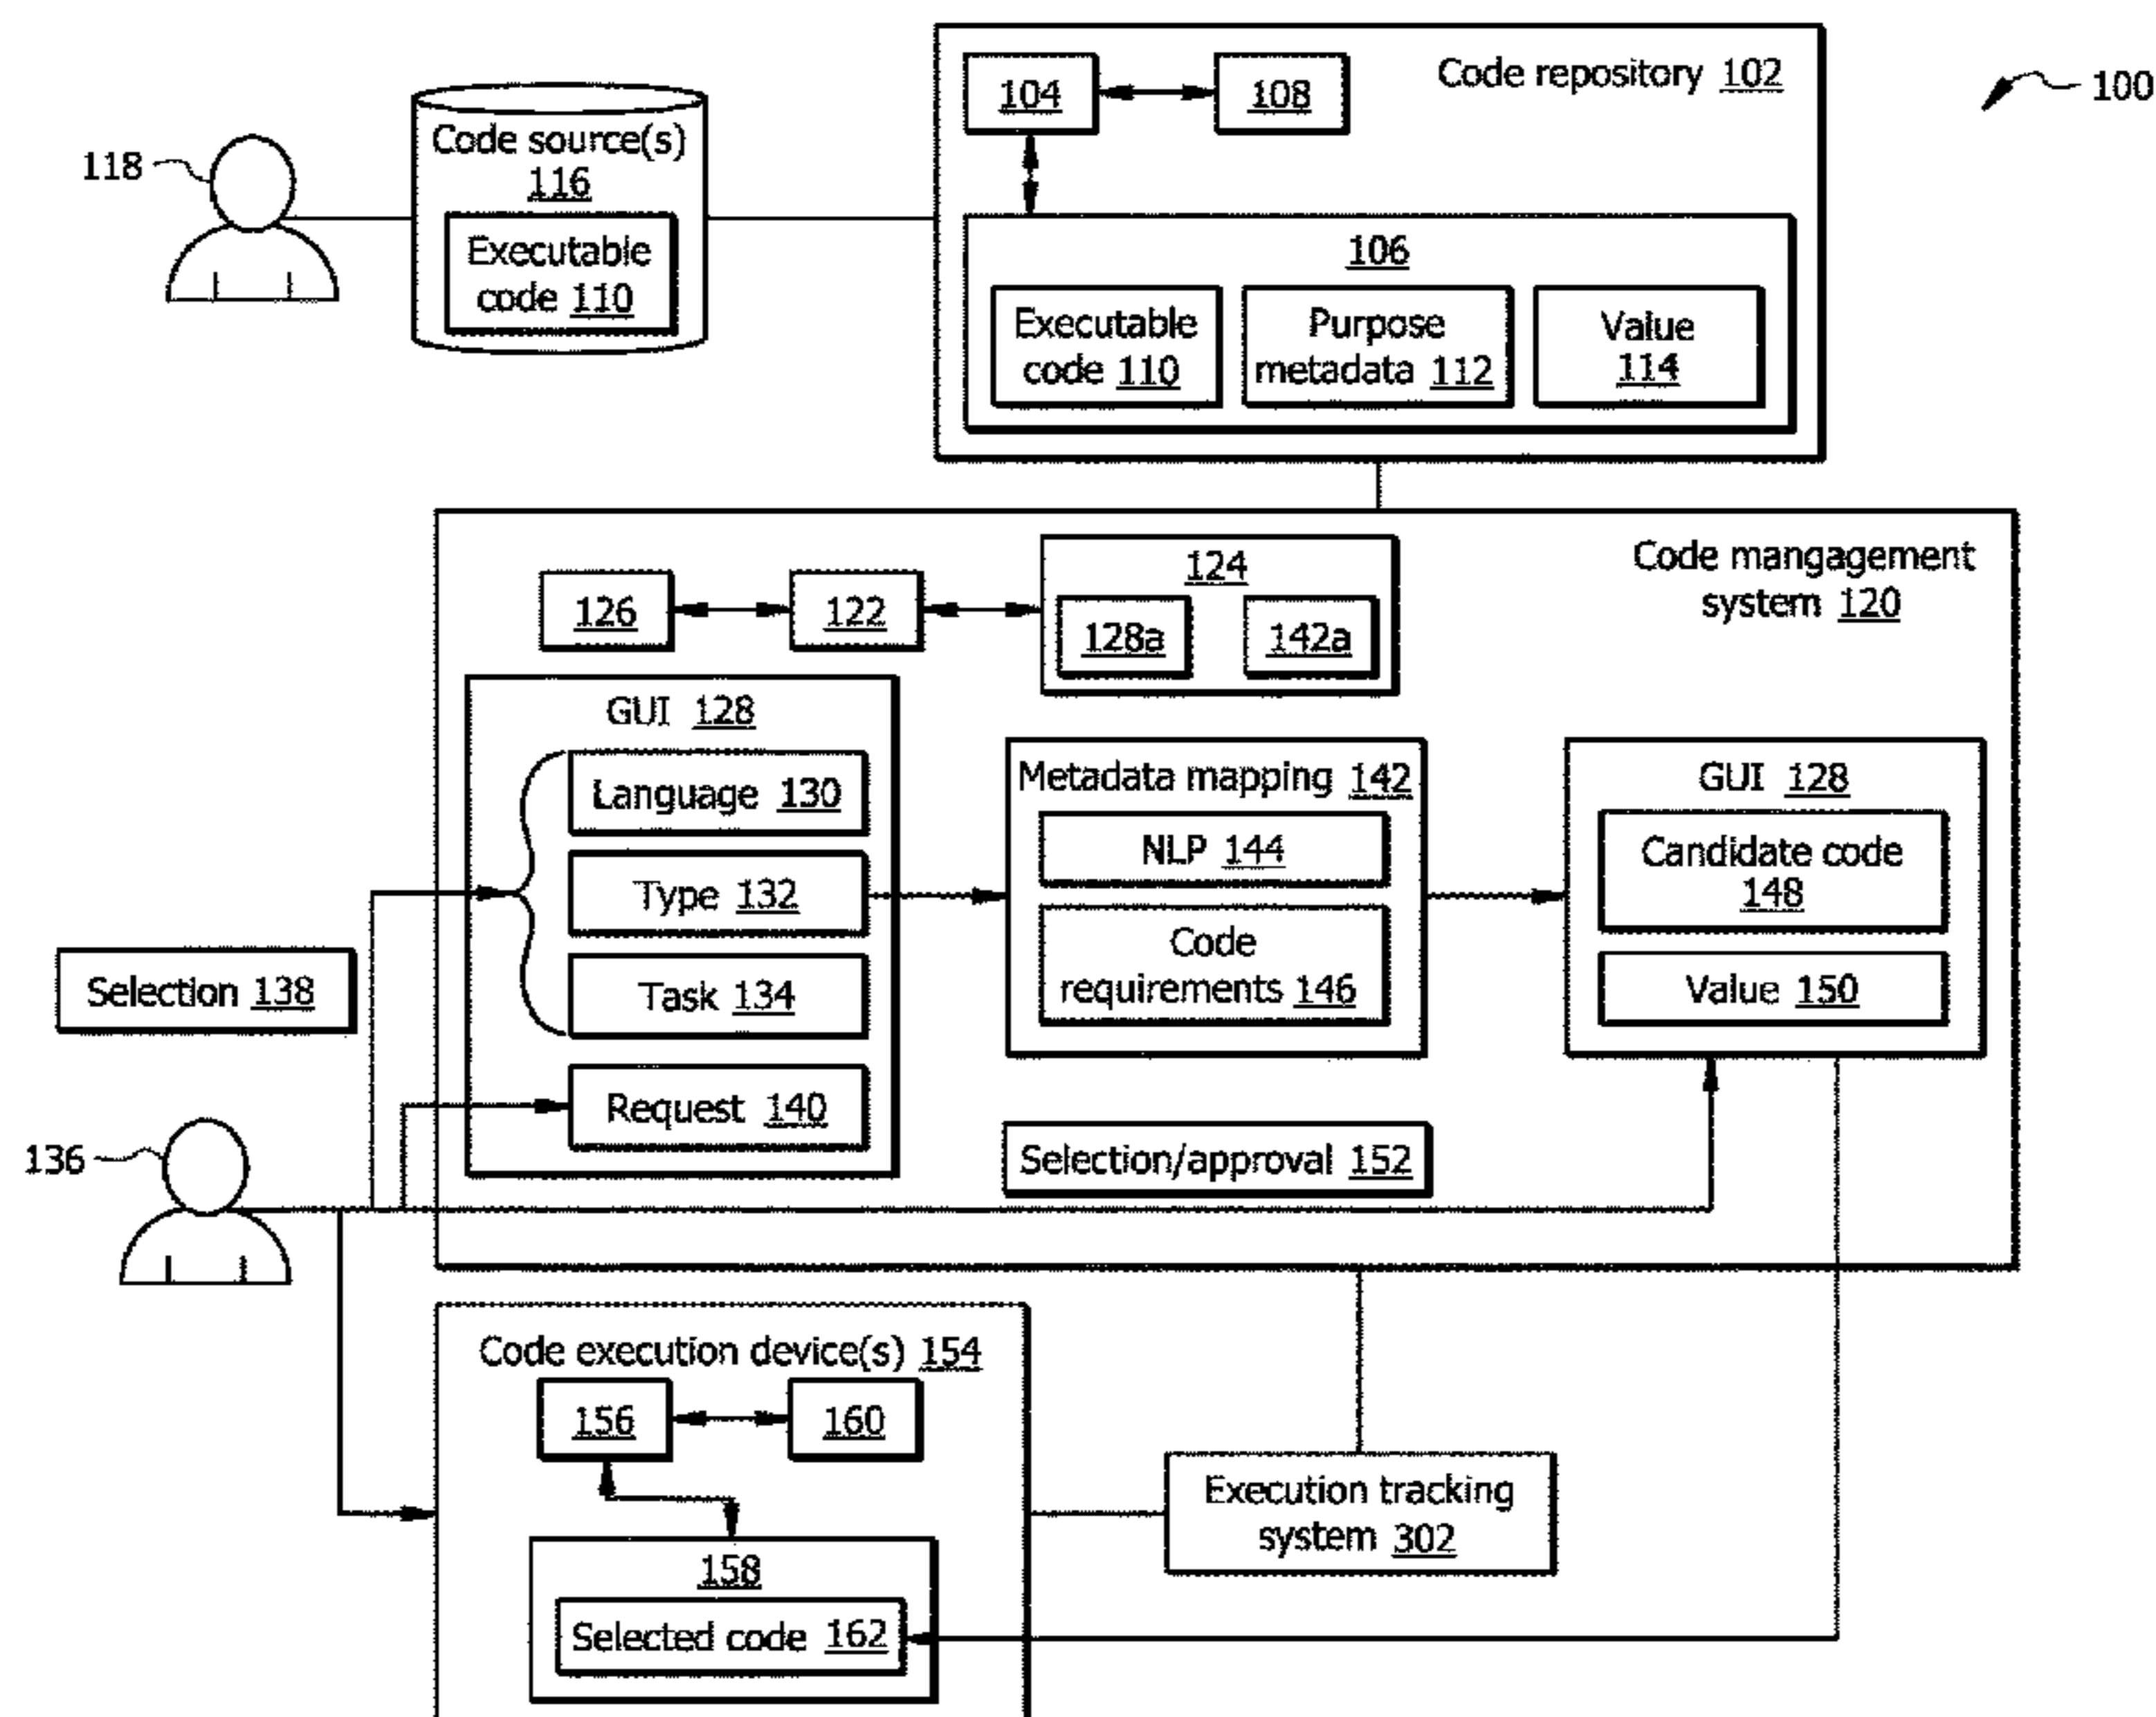 100
Code repository 102
104
108
118
Code source(s)
116
Executable
code 110
106
Executable
code 110
Purpose
metadata 112
Value
114
Code mangagement
system 120
126
122
124
128a
142a
GUI 128
Language 130
Type 132
Task 134
Request 140
Metadata mapping 142
NLP 144
Code
requirements 146
GUI 128
Candidate code
148
Value 150
Selection 138
136
Selection/approval 152
Code execution device(s) 154
156
160
158
Selected code 162
Execution tracking
system 302